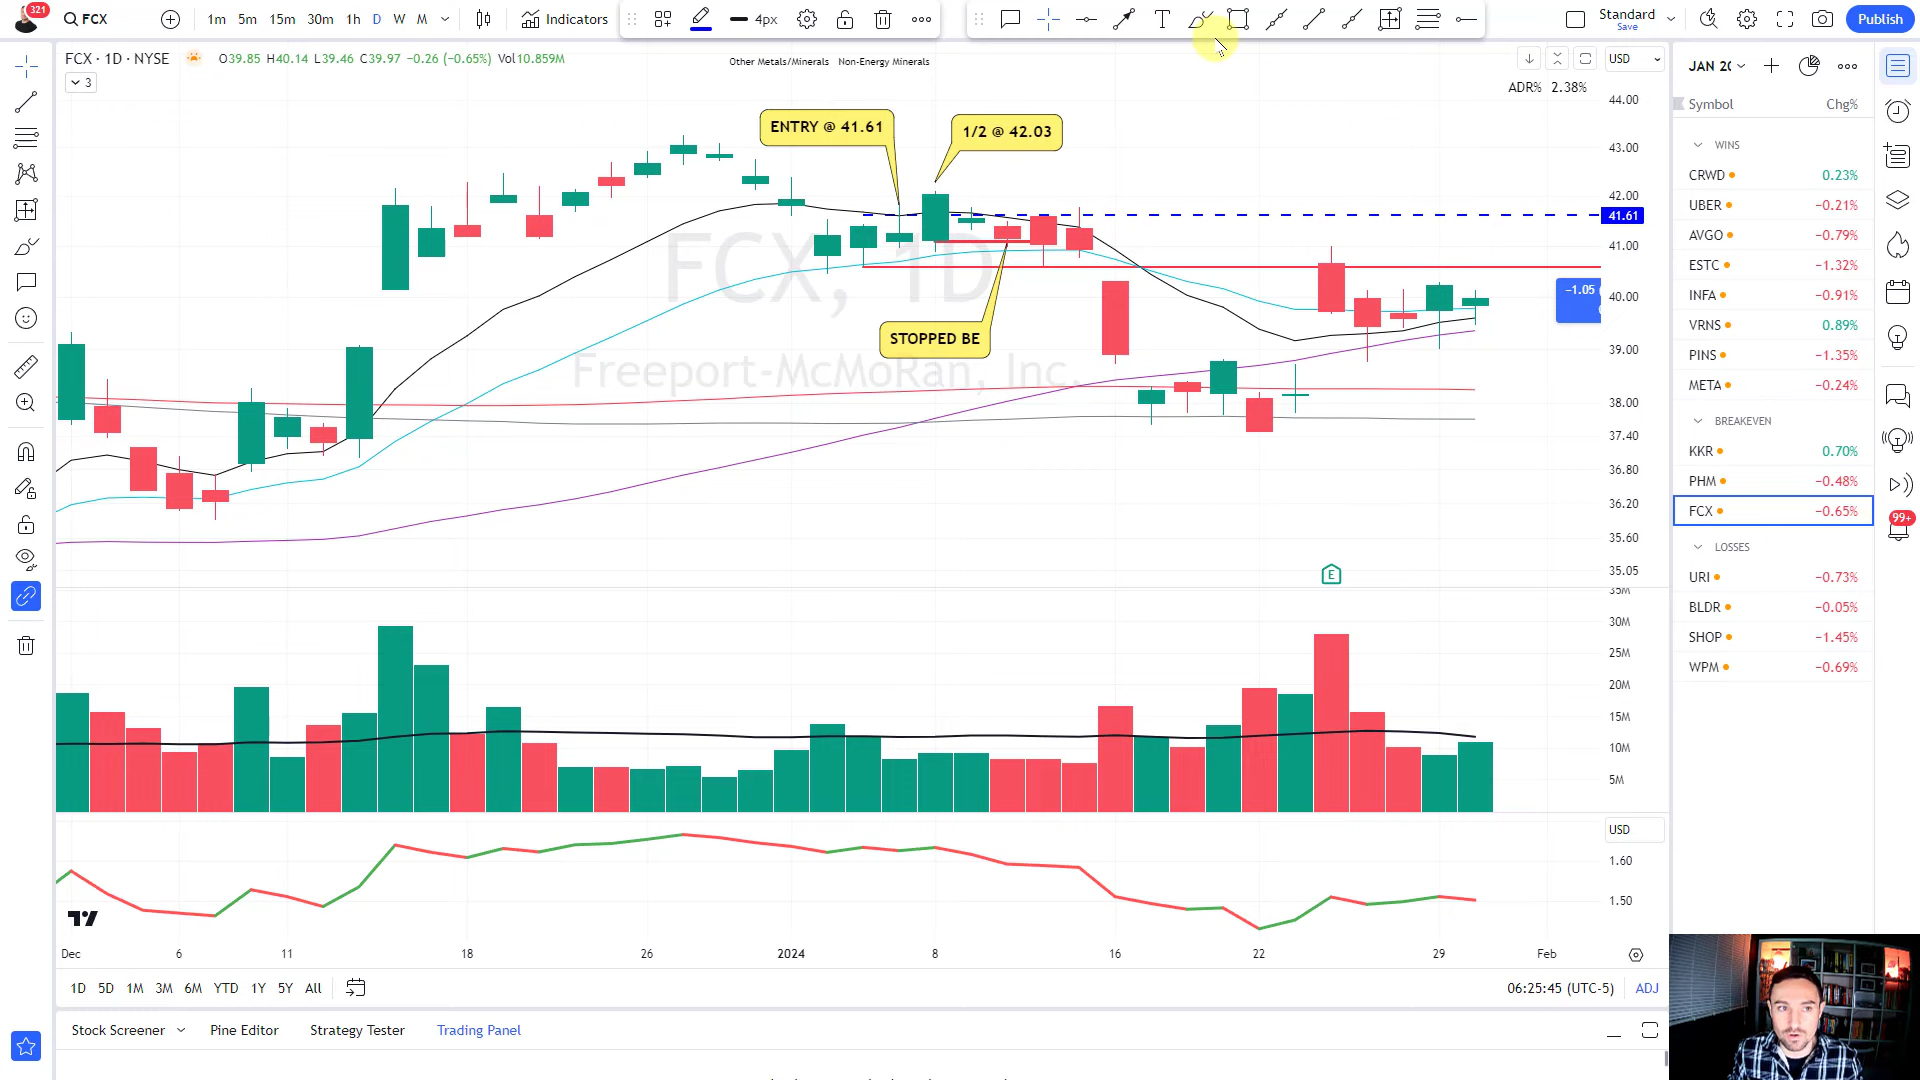 321
FCX
1m 5m 15m 30m 1h D W M
Indicators
4px
Standard
Save
Publish
FCX · 1D · NYSE O39.85 H40.14 L39.46 C39.97 −0.26 (−0.65%) Vol10.859M
3
Other Metals/Minerals Non-Energy Minerals
USD
ADR% 2.38%
ENTRY @ 41.61
1/2 @ 42.03
STOPPED BE
FCX, 1D
Freeport-McMoRan, Inc.
44.00
43.00
42.00
41.61
41.00
−1.05
40.00
39.00
38.00
37.40
36.80
36.20
35.60
35.05
E
35M
30M
25M
20M
15M
10M
5M
USD
1.60
1.50
Dec 6 11 18 26 2024 8 16 22 29 Feb
1D 5D 1M 3M 6M YTD 1Y 5Y All
06:25:45 (UTC-5) ADJ
Stock Screener Pine Editor Strategy Tester Trading Panel
JAN 2
Symbol Chg%
WINS
CRWD 0.23%
UBER −0.21%
AVGO −0.79%
ESTC −1.32%
INFA −0.91%
VRNS 0.89%
PINS −1.35%
META −0.24%
BREAKEVEN
KKR 0.70%
PHM −0.48%
FCX −0.65%
LOSSES
URI −0.73%
BLDR −0.05%
SHOP −1.45%
WPM −0.69%
99+